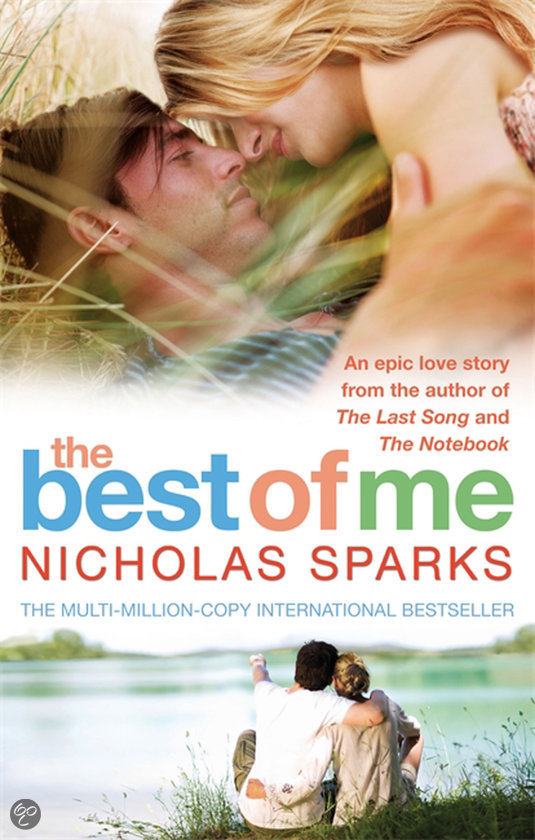 An epic love story
from the author of
The Last Song and
The Notebook
the
best of me
NICHOLAS SPARKS
THE MULTI-MILLION-COPY INTERNATIONAL BESTSELLER
go